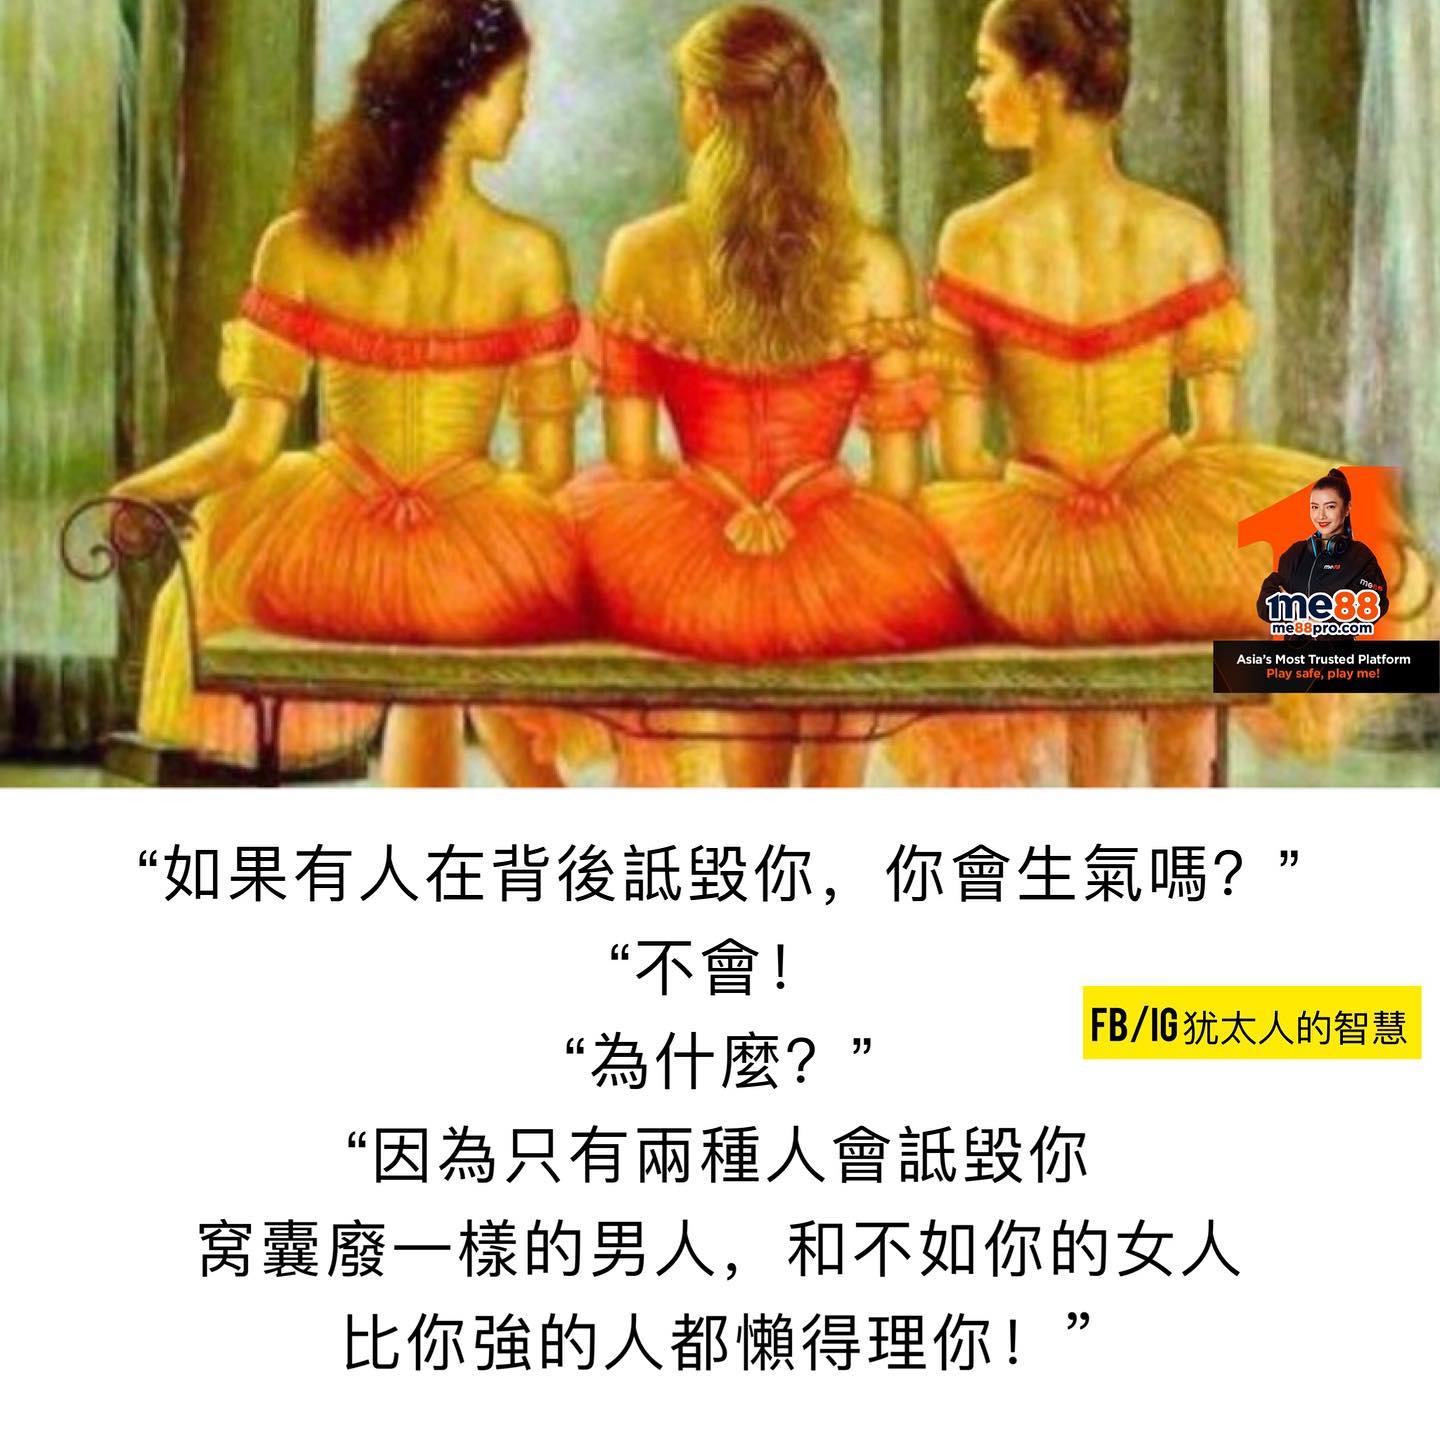 me88
me88
1me88
me88pro.com
Asia's Most Trusted Platform
Play safe, play me!
“如果有人在背後詆毀你，你會生氣嗎？”
“不會！
FB/IG犹太人的智慧
“為什麼？”
“因為只有兩種人會詆毀你
窝囊廢一樣的男人，和不如你的女人
比你強的人都懶得理你！”